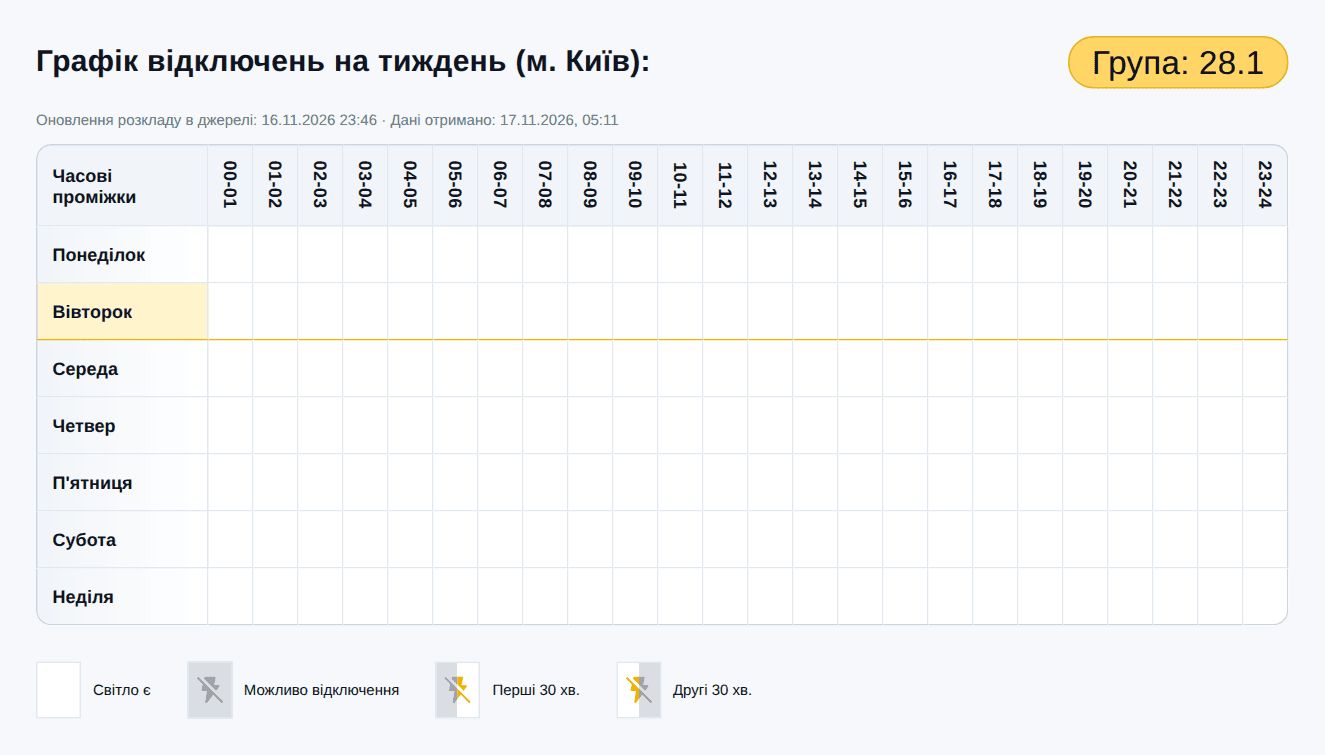 Графік відключень на тиждень (м. Київ):
Група: 28.1
Оновлення розкладу в джерелі: 16.11.2026 23:46 · Дані отримано: 17.11.2026, 05:11
Часові
проміжки
00-01
01-02
02-03
03-04
04-05
05-06
06-07
07-08
08-09
09-10
10-11
11-12
12-13
13-14
14-15
15-16
16-17
17-18
18-19
19-20
20-21
21-22
22-23
23-24
Понеділок
Вівторок
Середа
Четвер
П'ятниця
Субота
Неділя
Світло є
Можливо відключення
Перші 30 хв.
Другі 30 хв.